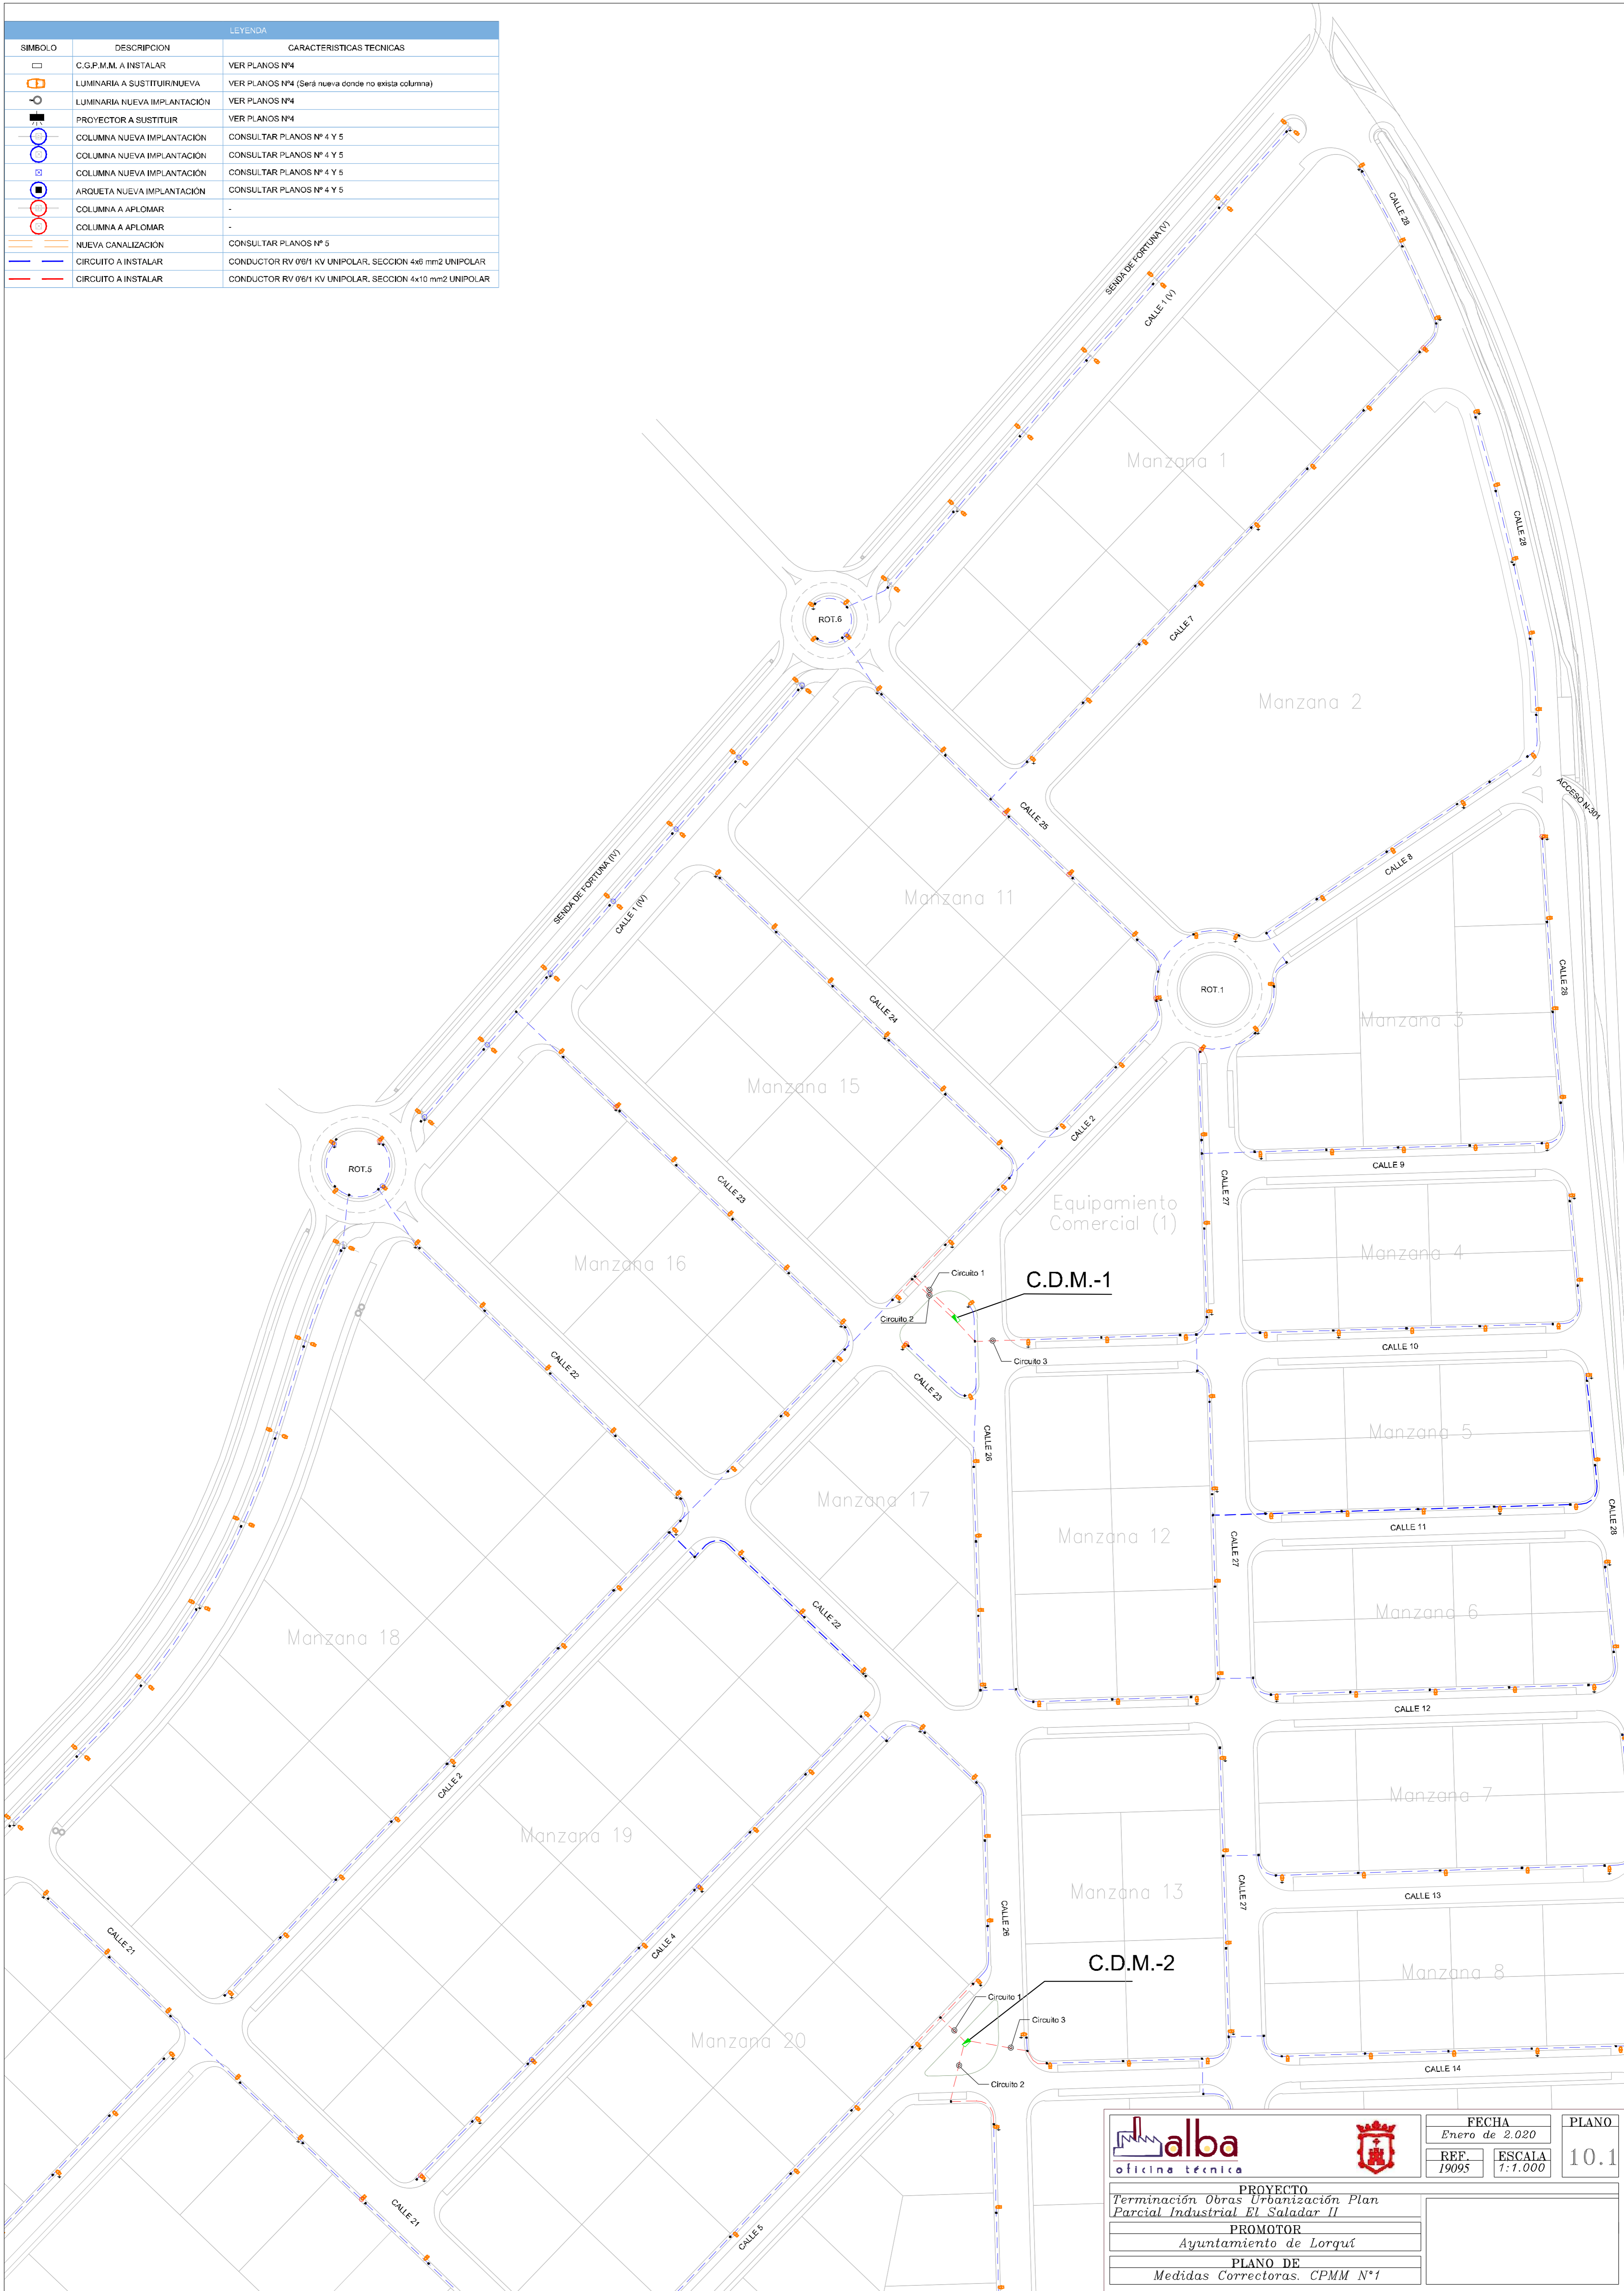 LEYENDA
SIMBOLO DESCRIPCION CARACTERISTICAS TECNICAS
C.G.P.M.M. A INSTALAR VER PLANOS Nº4
LUMINARIA A SUSTITUIR/NUEVA VER PLANOS Nº4 (Será nueva donde no exista columna)
LUMINARIA NUEVA IMPLANTACIÓN VER PLANOS Nº4
PROYECTOR A SUSTITUIR VER PLANOS Nº4
COLUMNA NUEVA IMPLANTACIÓN CONSULTAR PLANOS Nº 4 Y 5
COLUMNA NUEVA IMPLANTACIÓN CONSULTAR PLANOS Nº 4 Y 5
COLUMNA NUEVA IMPLANTACIÓN CONSULTAR PLANOS Nº 4 Y 5
ARQUETA NUEVA IMPLANTACIÓN CONSULTAR PLANOS Nº 4 Y 5
COLUMNA A APLOMAR -
COLUMNA A APLOMAR -
NUEVA CANALIZACIÓN CONSULTAR PLANOS Nº 5
CIRCUITO A INSTALAR CONDUCTOR RV 0'6/1 KV UNIPOLAR. SECCION 4x6 mm2 UNIPOLAR
CIRCUITO A INSTALAR CONDUCTOR RV 0'6/1 KV UNIPOLAR. SECCION 4x10 mm2 UNIPOLAR
CALLE 28
SENDA DE FORTUNA (V)
CALLE 1 (V)
Manzana 1
CALLE 28
ROT.6
CALLE 7
Manzana 2
ACCESO N-301
CALLE 25
CALLE 8
SENDA DE FORTUNA (IV)
CALLE 1 (IV)
Manzana 11
CALLE 28
ROT.1
CALLE 24
Manzana 3
Manzana 15
CALLE 2
ROT.5
CALLE 9
CALLE 23
CALLE 27
Equipamiento
Comercial (1)
Manzana 4
Manzana 16
Circuito 1
C.D.M.-1
Circuito 2
CALLE 10
Circuito 3
CALLE 22
CALLE 23
Manzana 5
CALLE 26
Manzana 17
CALLE 28
CALLE 11
Manzana 12
CALLE 27
CALLE 22
Manzana 6
Manzana 18
CALLE 12
CALLE 2
Manzana 7
Manzana 19
Manzana 13
CALLE 27
CALLE 13
CALLE 26
CALLE 21
CALLE 4
C.D.M.-2
Manzana 8
Circuito 1
Circuito 3
Manzana 20
CALLE 14
Circuito 2
CALLE 21
CALLE 5
alba
oficina técnica
FECHA
Enero de 2.020
PLANO
10.1
REF.
19095
ESCALA
1:1.000
PROYECTO
Terminación Obras Urbanización Plan
Parcial Industrial El Saladar II
PROMOTOR
Ayuntamiento de Lorquí
PLANO DE
Medidas Correctoras. CPMM N°1